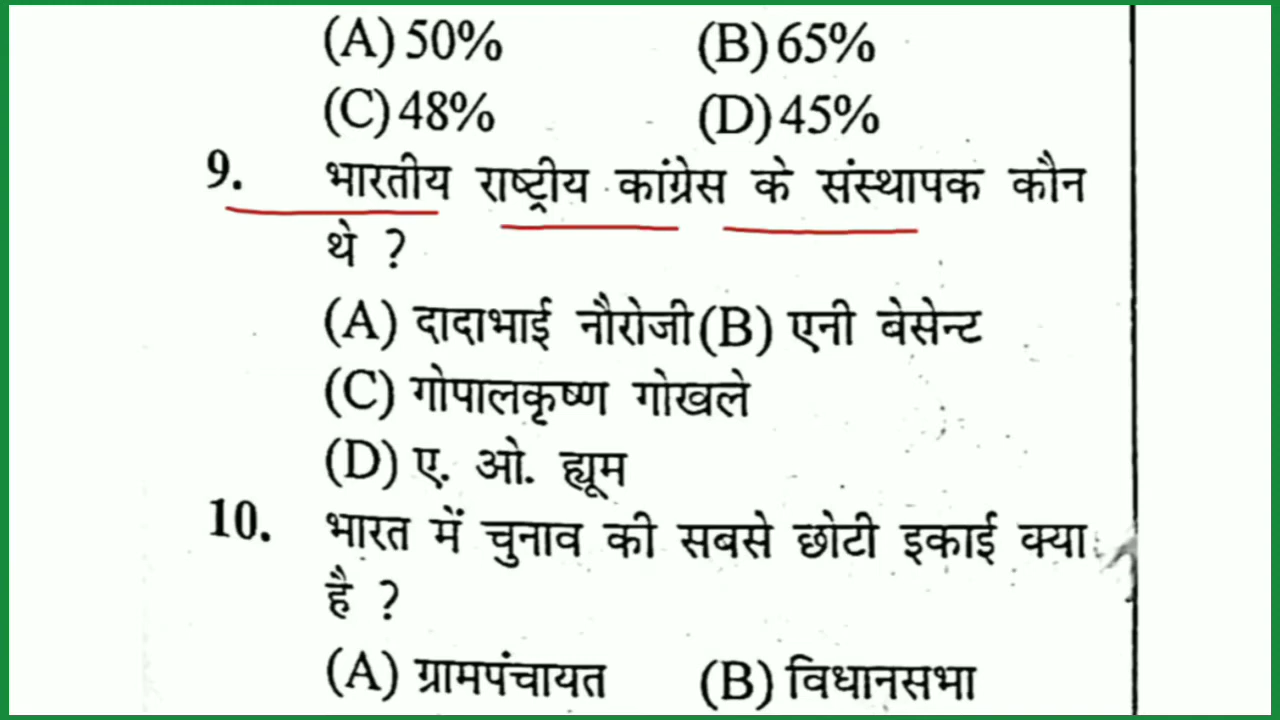 (A) 50% (B) 65%
(C) 48% (D) 45%
9. भारतीय राष्ट्रीय कांग्रेस के संस्थापक कौन
थे ?
(A) दादाभाई नौरोजी (B) एनी बेसेन्ट
(C) गोपालकृष्ण गोखले
(D) ए. ओ. ह्यूम
10. भारत में चुनाव की सबसे छोटी इकाई क्या
है ?
(A) ग्रामपंचायत (B) विधानसभा